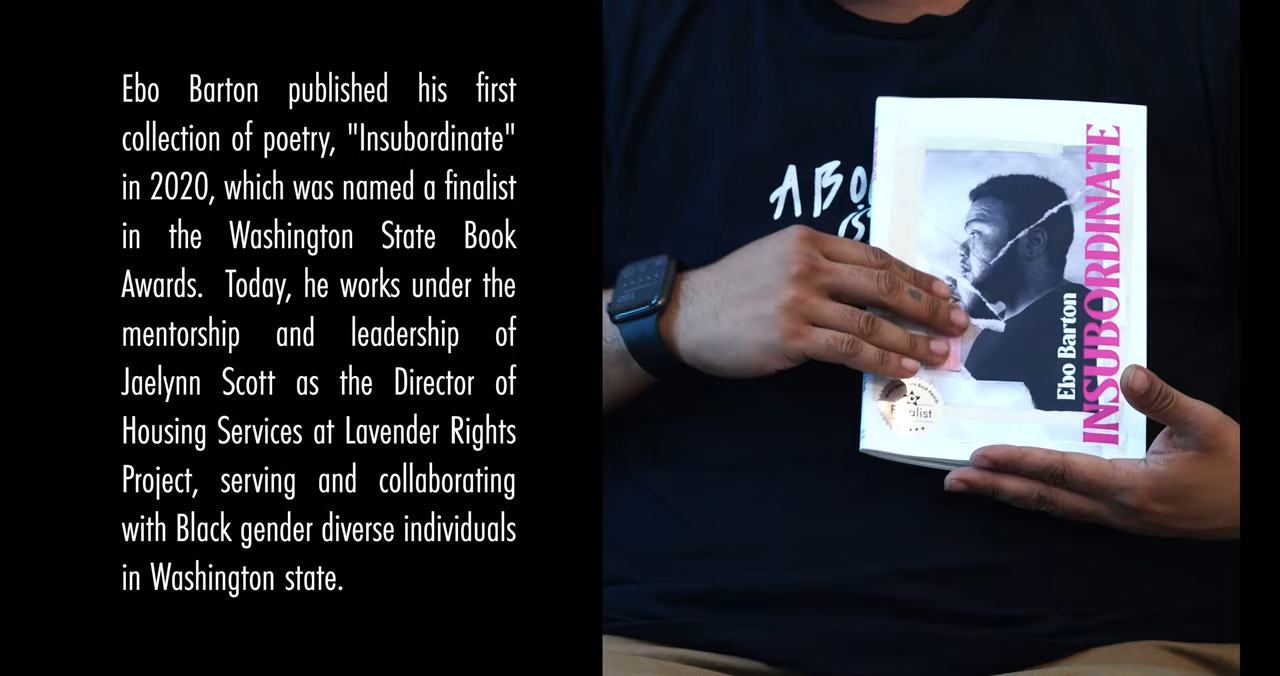 Ebo Barton published his first
collection of poetry, "Insubordinate"
in 2020, which was named a finalist
in the Washington State Book
Awards. Today, he works under the
mentorship and leadership of
Jaelynn Scott as the Director of
Housing Services at Lavender Rights
Project, serving and collaborating
with Black gender diverse individuals
in Washington state.
Ebo Barton
INSUBORDINATE